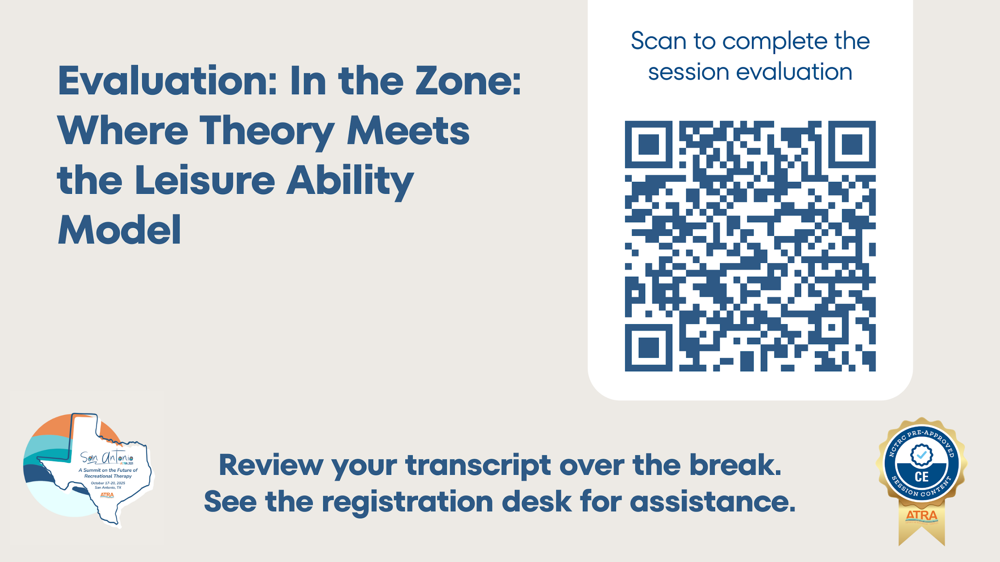 Evaluation: In the Zone:
Where Theory Meets
the Leisure Ability
Model
Scan to complete the
session evaluation
San Antonio
ATRA 2025
A Summit on the Future of
Recreational Therapy
October 17-20, 2025
San Antonio, TX
ATRA
Review your transcript over the break.
See the registration desk for assistance.
NCTRC PRE-APPROVED
CE
SESSION CONTENT
ATRA